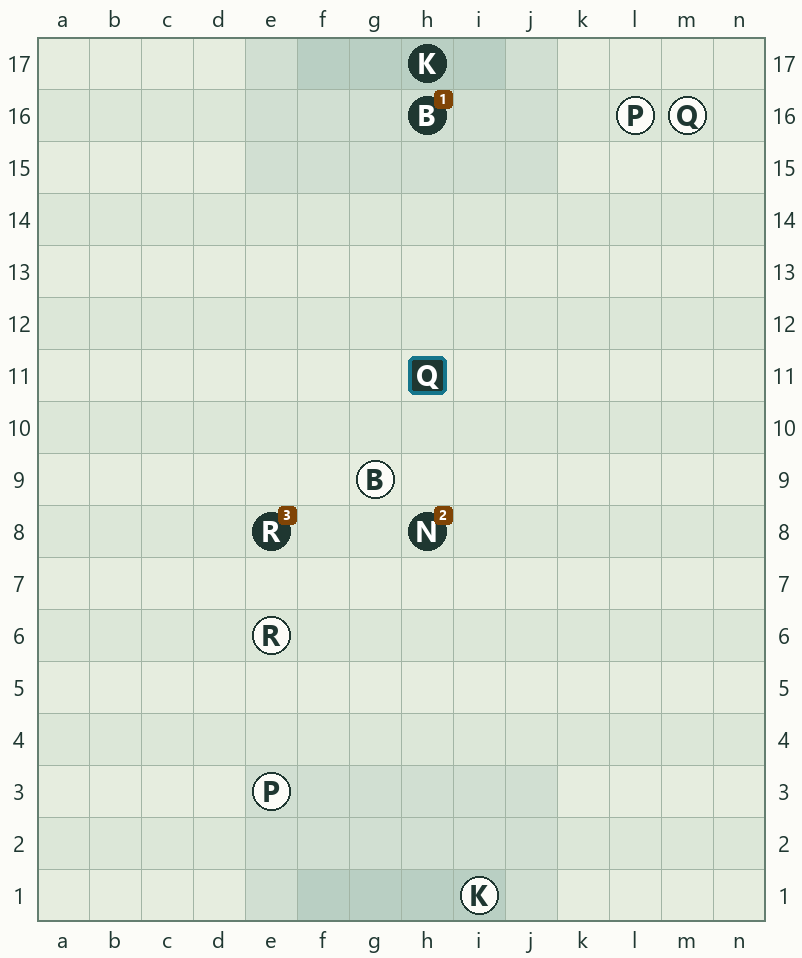 a b c d e f g h i j k l m n
17 K 17
16 B 1 P Q 16
15 15
14 14
13 13
12 12
11 Q 11
10 10
9 B 9
8 R 3 N 2 8
7 7
6 R 6
5 5
4 4
3 P 3
2 2
1 K 1
a b c d e f g h i j k l m n